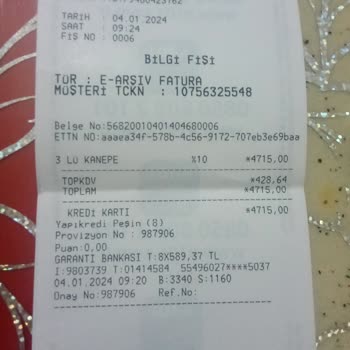 TARİH : 04.01.2024
SAAT : 09:24
FİŞ NO : 0006
BİLGİ FİŞİ
TÜR : E-ARŞİV FATURA
MÜŞTERİ TCKN : 10756325548
Belge No:56820010401404680006
ETTN NO:aaaea34f-578b-4c56-9172-707eb3e69baa
3 LÜ KANEPE %10 *4715,00
TOPKDV *428,64
TOPLAM *4715,00
KREDİ KARTI *4715,00
Yapıkredi Peşin (8)
Provizyon No : 987906
Puan:0,00
GARANTI BANKASI T:8X589,37 TL
I:9803739 T:01414584 55496027****5037
04.01.2024 09:20 B:3340 S:1160
Onay No:987906 Ref.No: